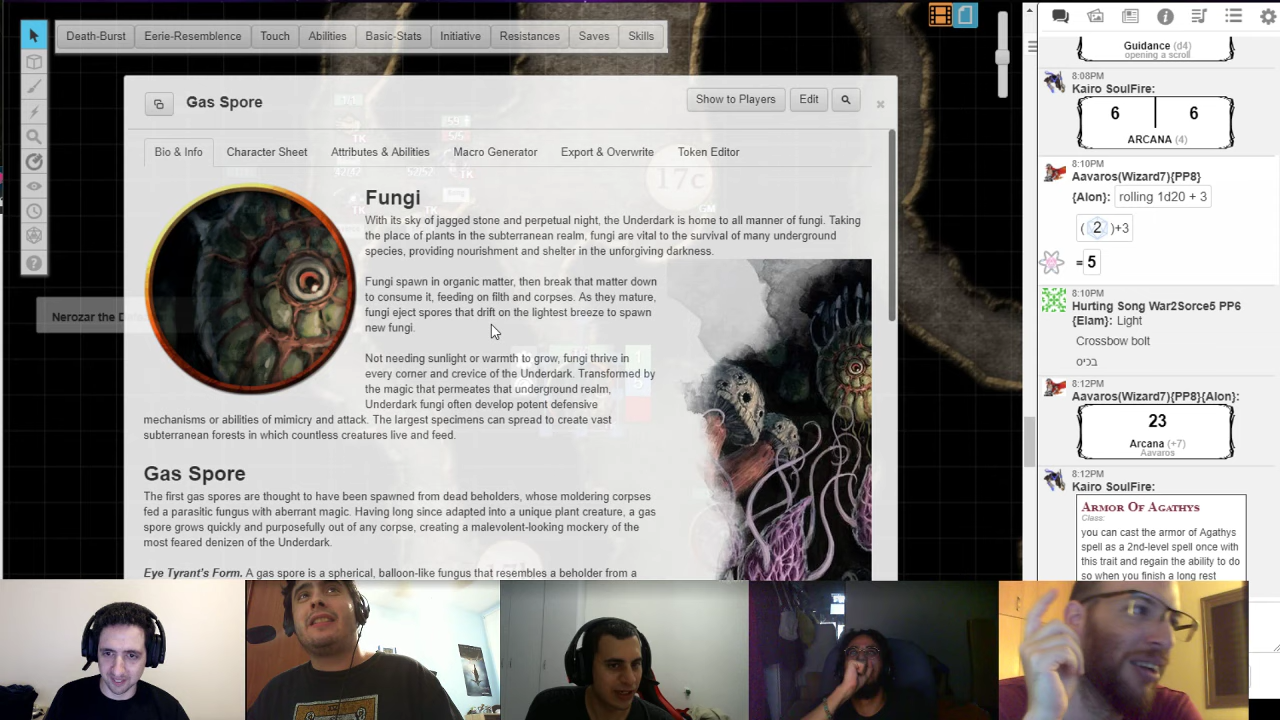 Death-Burst Eerie-Resemblence Touch Abilities Basic-Stats Initiative Resistances Saves Skills
Gas Spore
Show to Players Edit
Bio & Info Character Sheet Attributes & Abilities Macro Generator Export & Overwrite Token Editor
17c
Fungi
With its sky of jagged stone and perpetual night, the Underdark is home to all manner of fungi. Taking
the place of plants in the subterranean realm, fungi are vital to the survival of many underground
species, providing nourishment and shelter in the unforgiving darkness.
Fungi spawn in organic matter, then break that matter down
to consume it, feeding on filth and corpses. As they mature,
fungi eject spores that drift on the lightest breeze to spawn
new fungi.
Nerozar the
Not needing sunlight or warmth to grow, fungi thrive in
every corner and crevice of the Underdark. Transformed by
the magic that permeates that underground realm,
Underdark fungi often develop potent defensive
mechanisms or abilities of mimicry and attack. The largest specimens can spread to create vast
subterranean forests in which countless creatures live and feed.
Gas Spore
The first gas spores are thought to have been spawned from dead beholders, whose moldering corpses
fed a parasitic fungus with aberrant magic. Having long since adapted into a unique plant creature, a gas
spore grows quickly and purposefully out of any corpse, creating a malevolent-looking mockery of the
most feared denizen of the Underdark.
Eye Tyrant's Form. A gas spore is a spherical, balloon-like fungus that resembles a beholder from a
Guidance (d4)
opening a scroll
8:08PM
Kairo SoulFire:
6 6
ARCANA (4)
8:10PM
Aavaros(Wizard7){PP8}
{Alon}: rolling 1d20 + 3
(2)+3
= 5
8:10PM
Hurting Song War2Sorce5 PP6
{Elam}: Light
Crossbow bolt
בכיס
8:12PM
Aavaros(Wizard7){PP8}{Alon}:
23
Arcana (+7)
Aavaros
8:12PM
Kairo SoulFire:
Armor Of Agathys
Class:
you can cast the armor of Agathys
spell as a 2nd-level spell once with
this trait and regain the ability to do
so when you finish a long rest